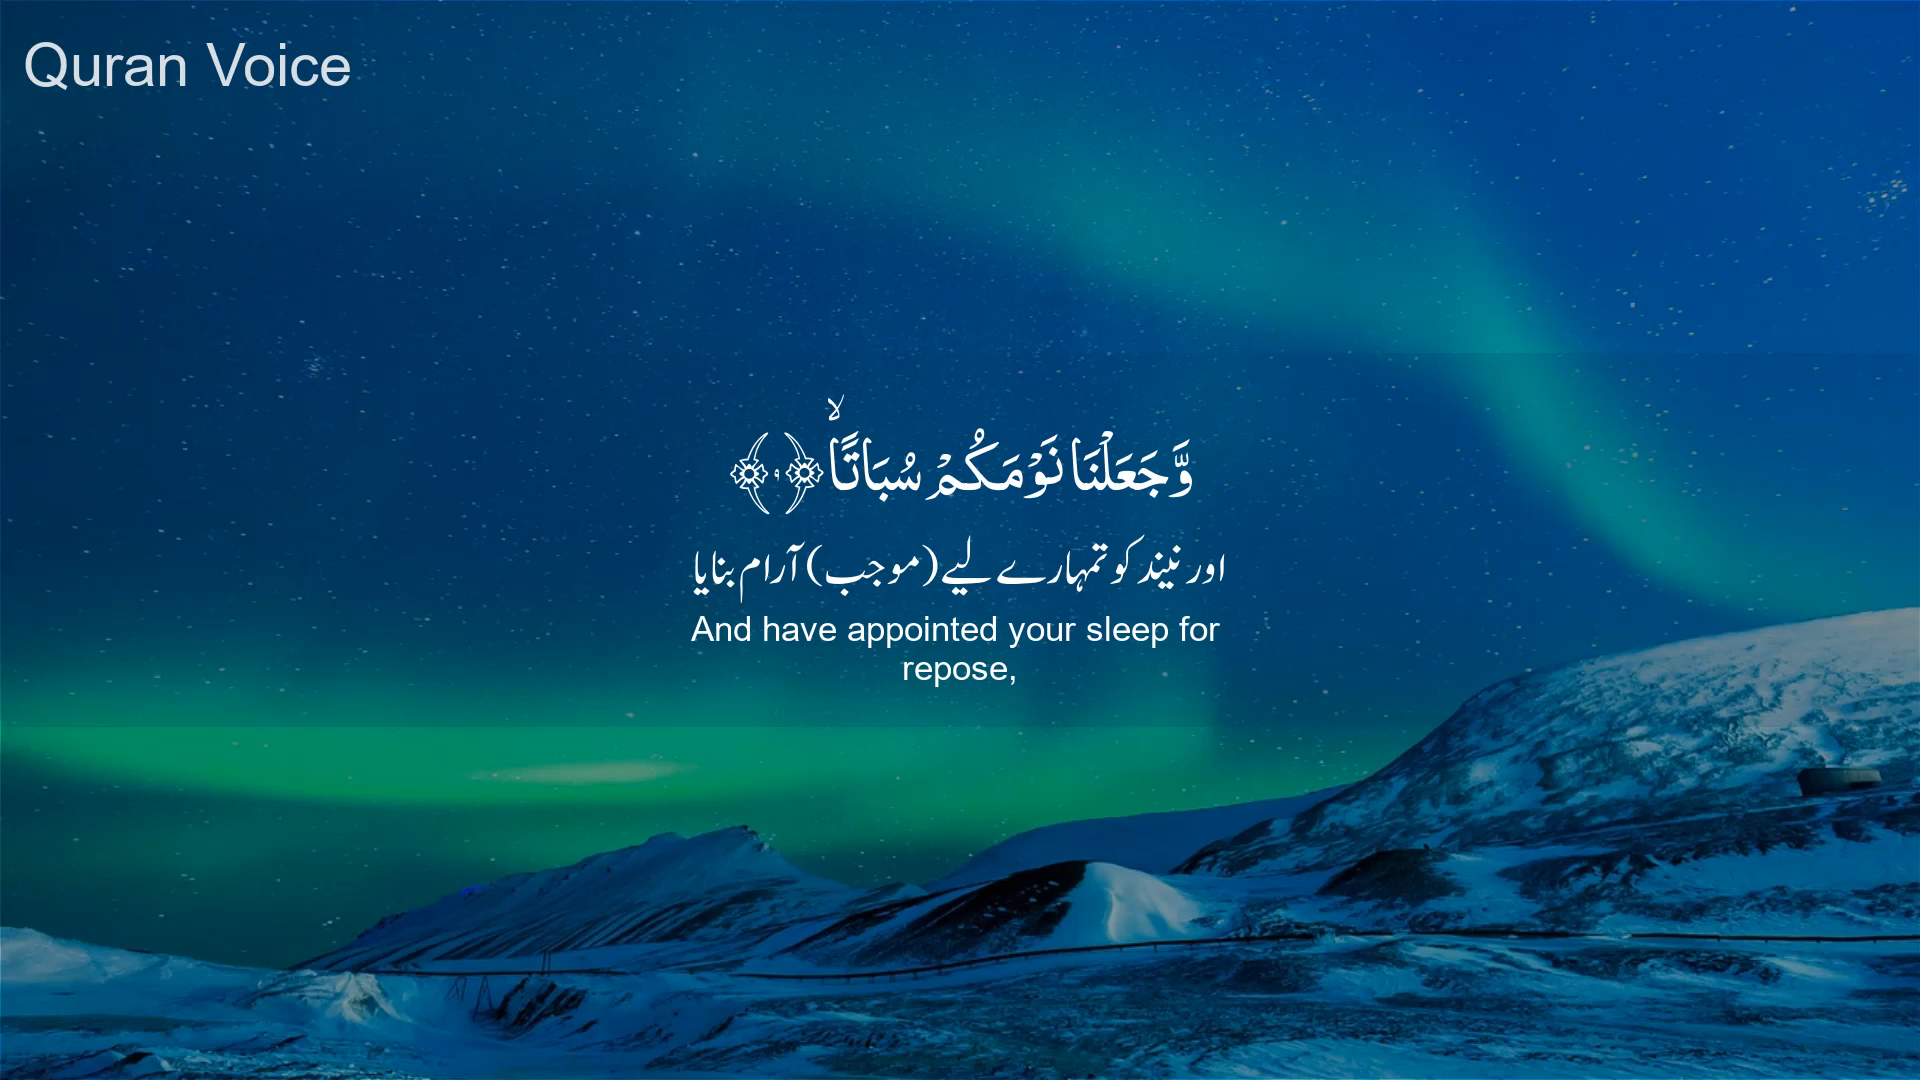 Quran Voice
وَّجَعَلْنَا نَوْمَكُمْ سُبَاتًاۙ ﴿۹﴾
اور نیند کو تمہارے لیے (موجب) آرام بنایا
And have appointed your sleep for
repose,